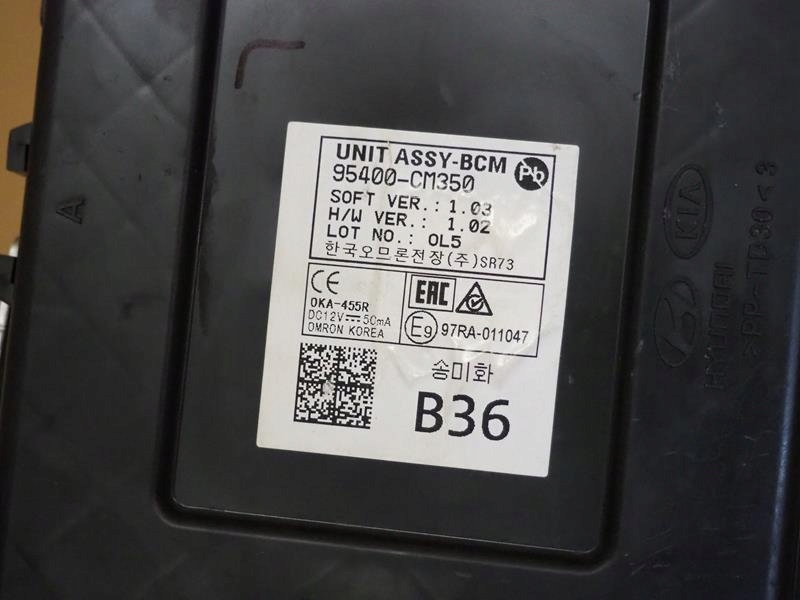 UNIT ASSY-BCM
Pb
95400-CM350
SOFT VER.: 1.03
H/W VER.: 1.02
LOT NO.: OL5
한국오므론전장(주)SR73
CE
EAC
OKA-455R
DC12V⎓50mA
OMRON KOREA
E9 97RA-011047
송미화
B36
A
KIA
HYUNDAI
>PP-TD30<
3